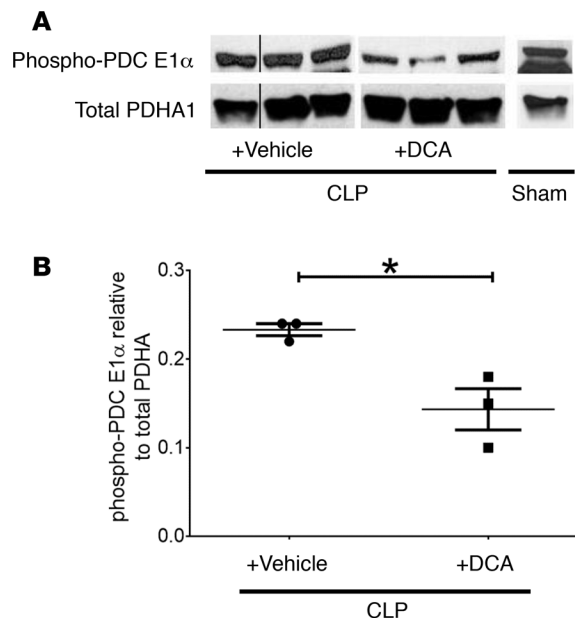 A
Phospho-PDC E1α
Total PDHA1
+Vehicle +DCA
CLP Sham
B
phospho-PDC E1α relative
to total PDHA
0.3
0.2
0.1
0.0
*
+Vehicle +DCA
CLP